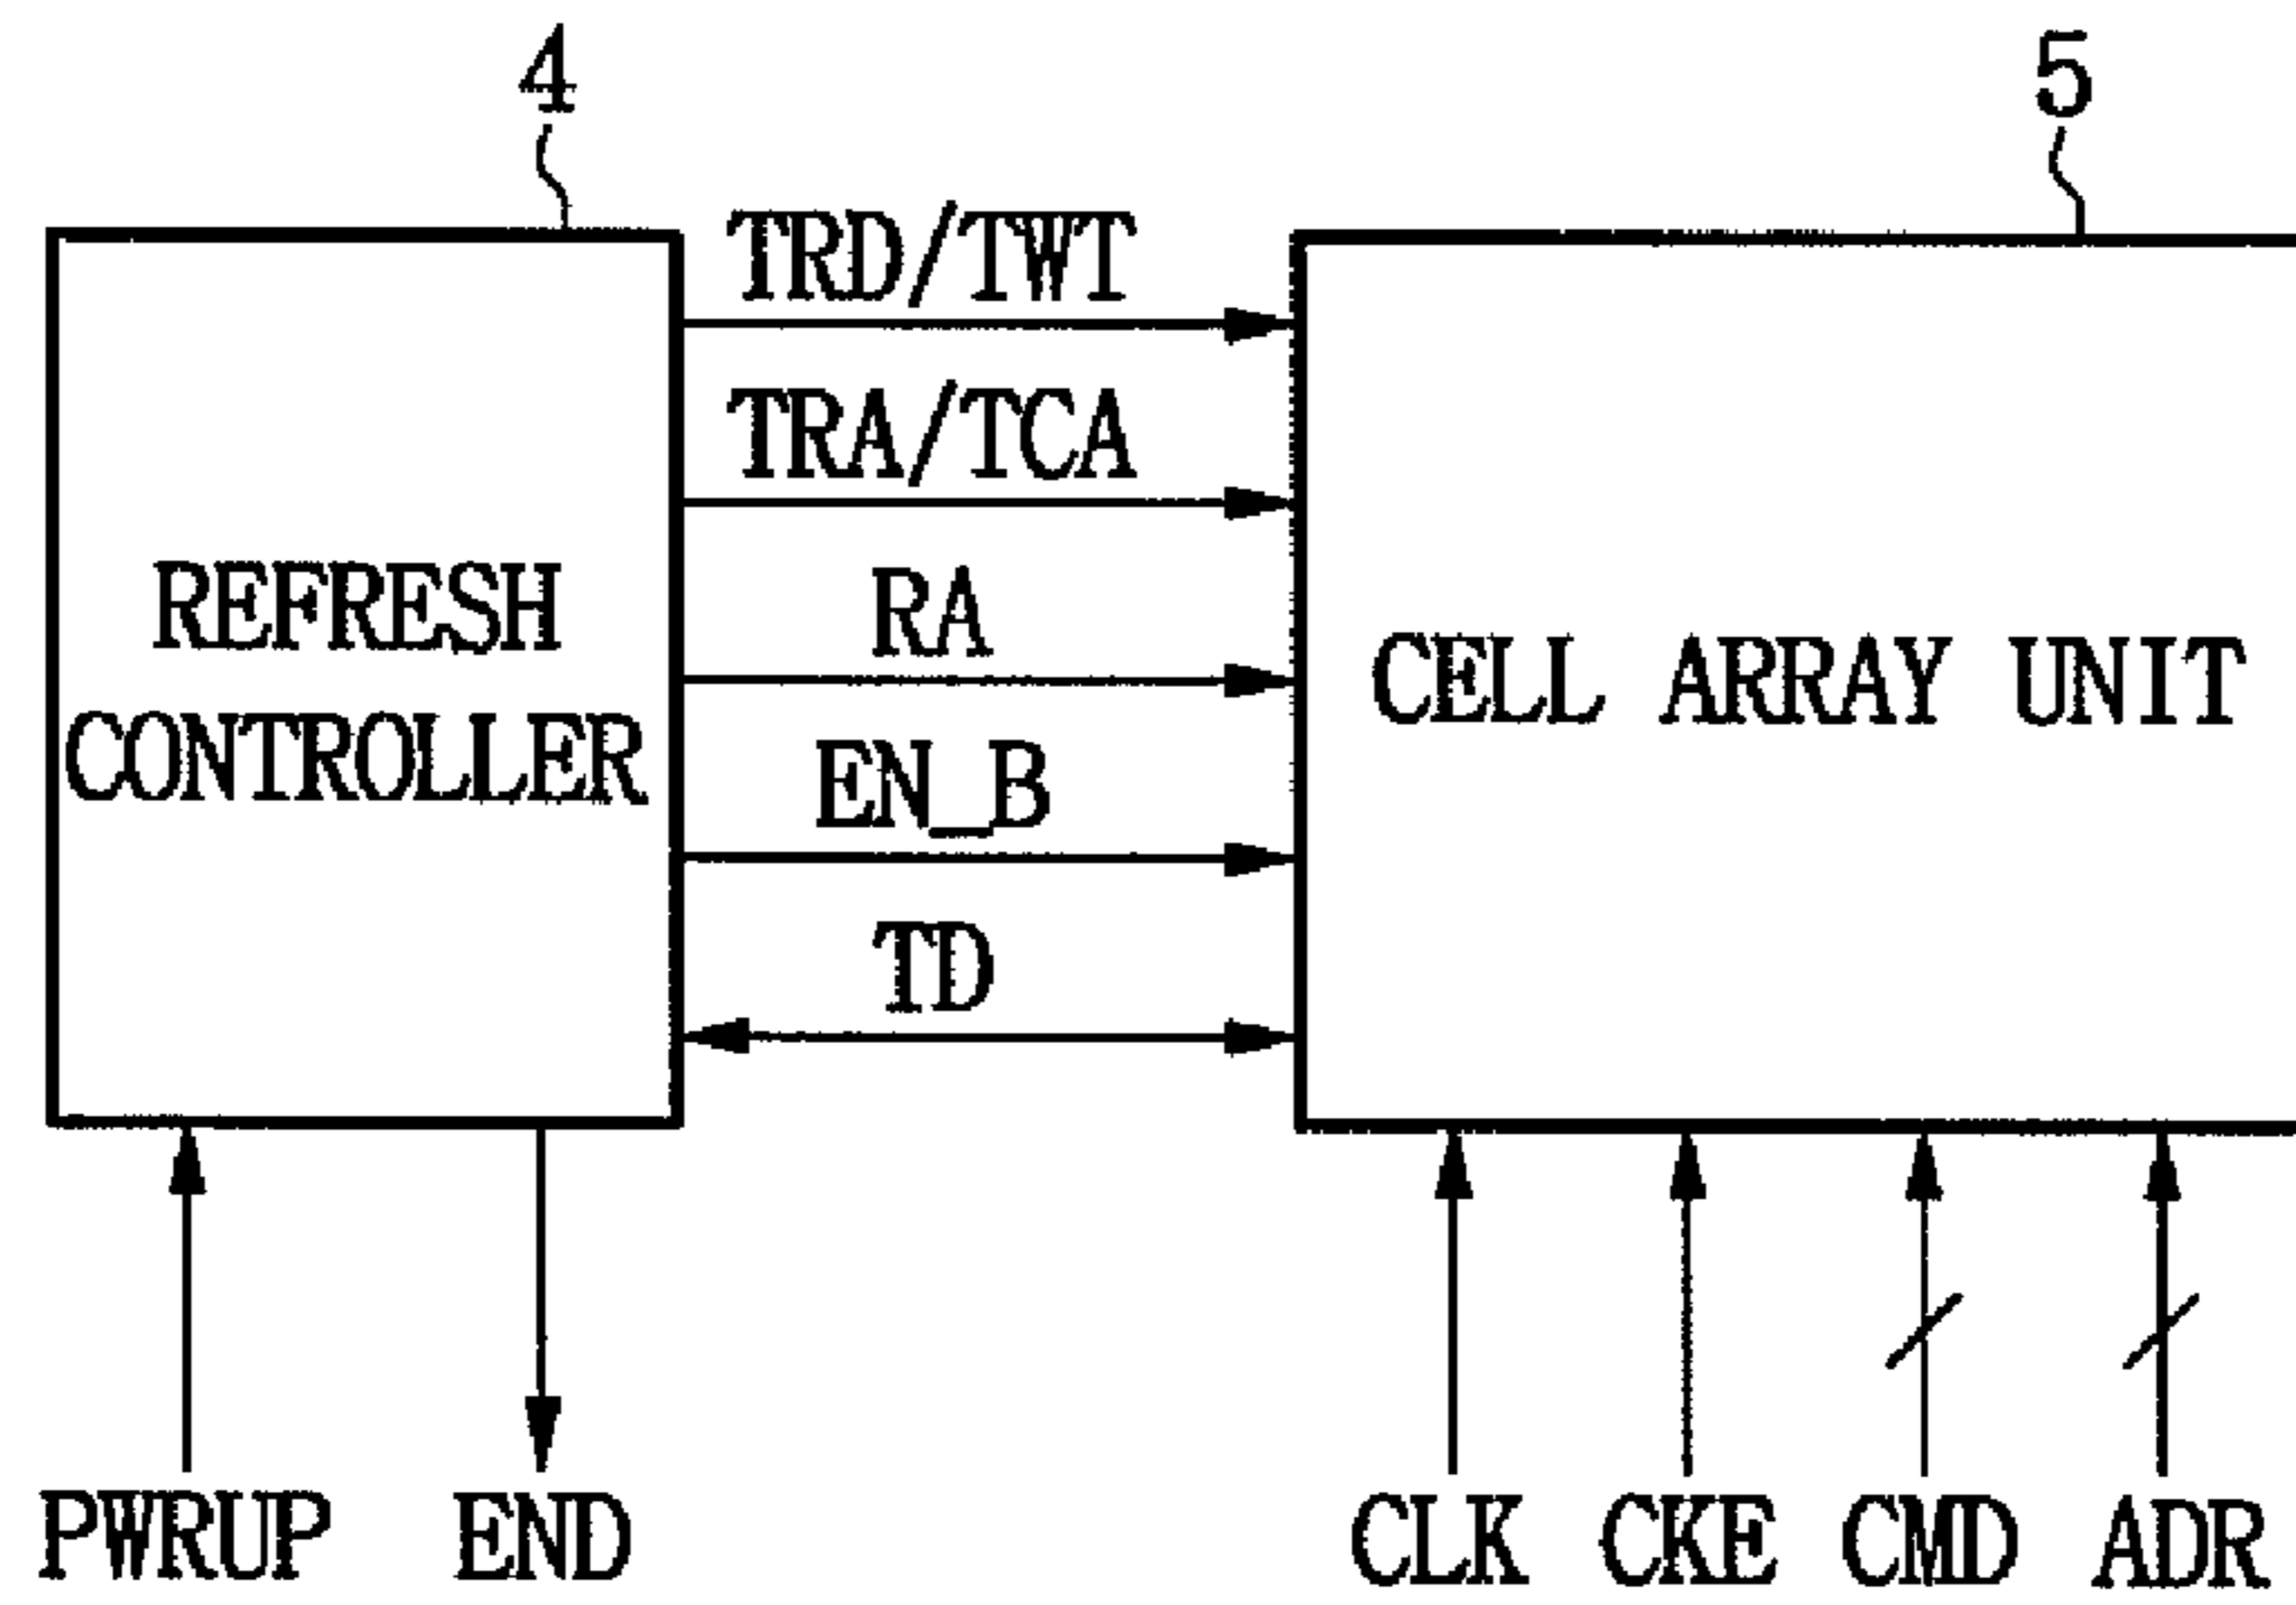 4
5
TRD/TWT
TRA/TCA
RA
EN_B
TD
REFRESH
CONTROLLER
CELL ARRAY UNIT
PWRUP
END
CLK
CKE
CMD
ADR